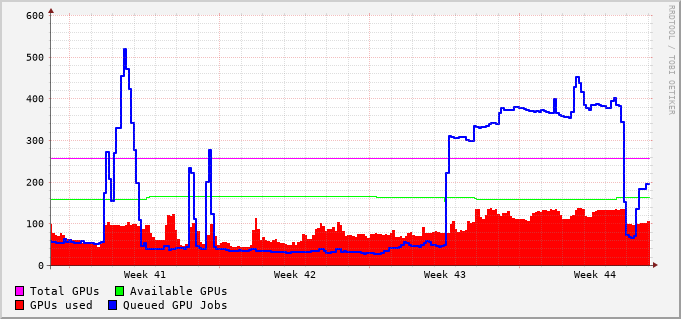 600
500
400
300
200
100
0
Week 41 Week 42 Week 43 Week 44
Total GPUs Available GPUs
GPUs used Queued GPU Jobs
RRDTOOL / TOBI OETIKER